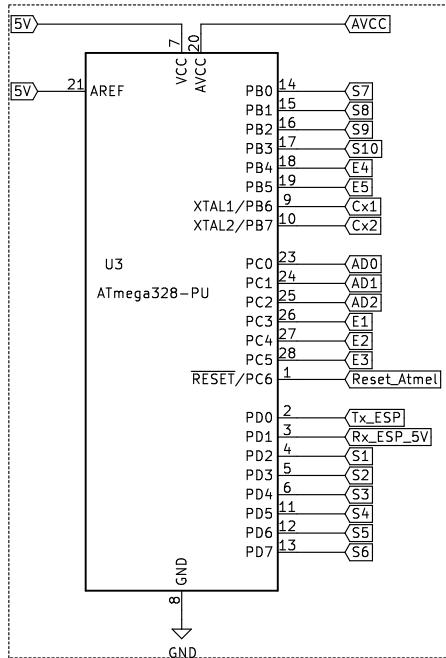 5V 7 20 AVCC
VCC AVCC
5V 21 AREF PB0 14 S7
PB1 15 S8
PB2 16 S9
PB3 17 S10
PB4 18 E4
PB5 19 E5
XTAL1/PB6 9 Cx1
XTAL2/PB7 10 Cx2
U3 PC0 23 AD0
PC1 24 AD1
ATmega328-PU PC2 25 AD2
PC3 26 E1
PC4 27 E2
PC5 28 E3
RESET/PC6 1 Reset_Atmel
PD0 2 Tx_ESP
PD1 3 Rx_ESP_5V
PD2 4 S1
PD3 5 S2
PD4 6 S3
PD5 11 S4
PD6 12 S5
PD7 13 S6
GND
8
GND